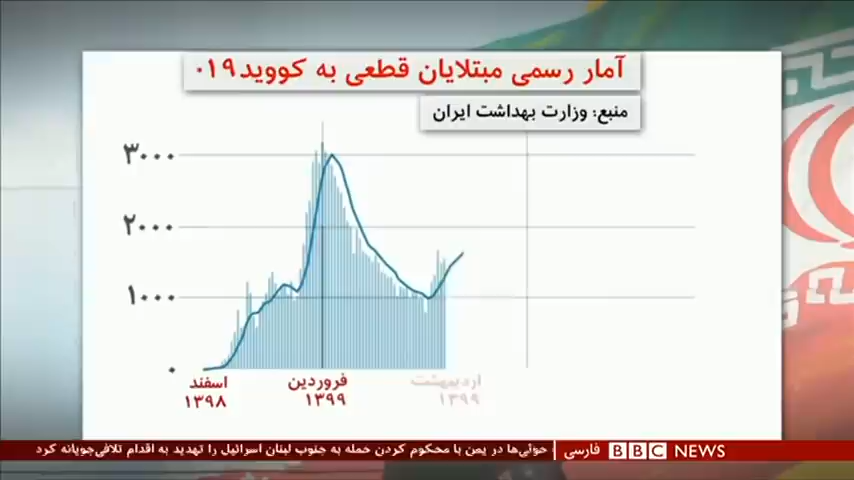 آمار رسمی مبتلایان قطعی به کووید۰۱۹
منبع: وزارت بهداشت ایران
۳۰۰۰
۲۰۰۰
۱۰۰۰
۰
اسفند
۱۳۹۸
فروردین
۱۳۹۹
اردیبهشت
۱۳۹۹
حوثی‌ها در یمن با محکوم کردن حمله به جنوب لبنان اسرائیل را تهدید به اقدام تلافی‌جویانه کرد
BBC NEWS فارسی